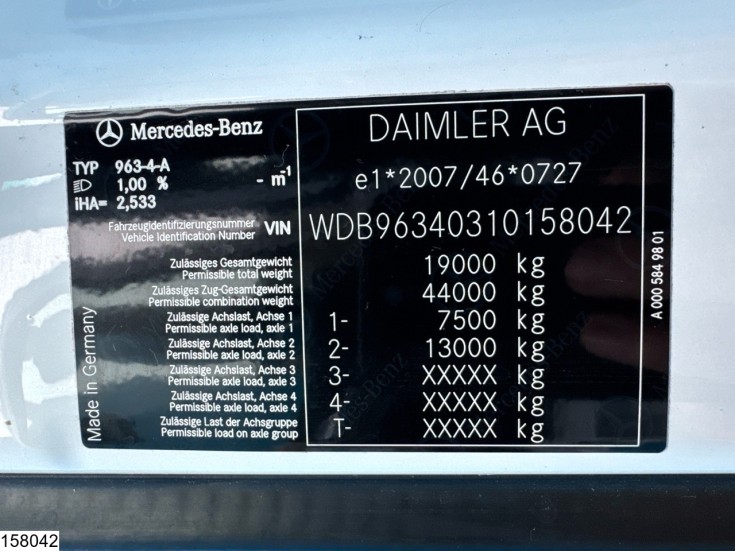 Mercedes-Benz
DAIMLER AG
TYP 963-4-A
1,00 % - m-1
iHA= 2,533
e1*2007/46*0727
Fahrzeugidentifizierungsnummer
Vehicle Identification Number
VIN WDB96340310158042
Zulässiges Gesamtgewicht
Permissible total weight
19000 kg
Zulässiges Zug-Gesamtgewicht
Permissible combination weight
44000 kg
Zulässige Achslast, Achse 1
Permissible axle load, axle 1
1- 7500 kg
Zulässige Achslast, Achse 2
Permissible axle load, axle 2
2- 13000 kg
Zulässige Achslast, Achse 3
Permissible axle load, axle 3
3- XXXXX kg
Zulässige Achslast, Achse 4
Permissible axle load, axle 4
4- XXXXX kg
Zulässige Last der Achsgruppe
Permissible load on axle group
T- XXXXX kg
Made in Germany
A 000 584 98 01
158042